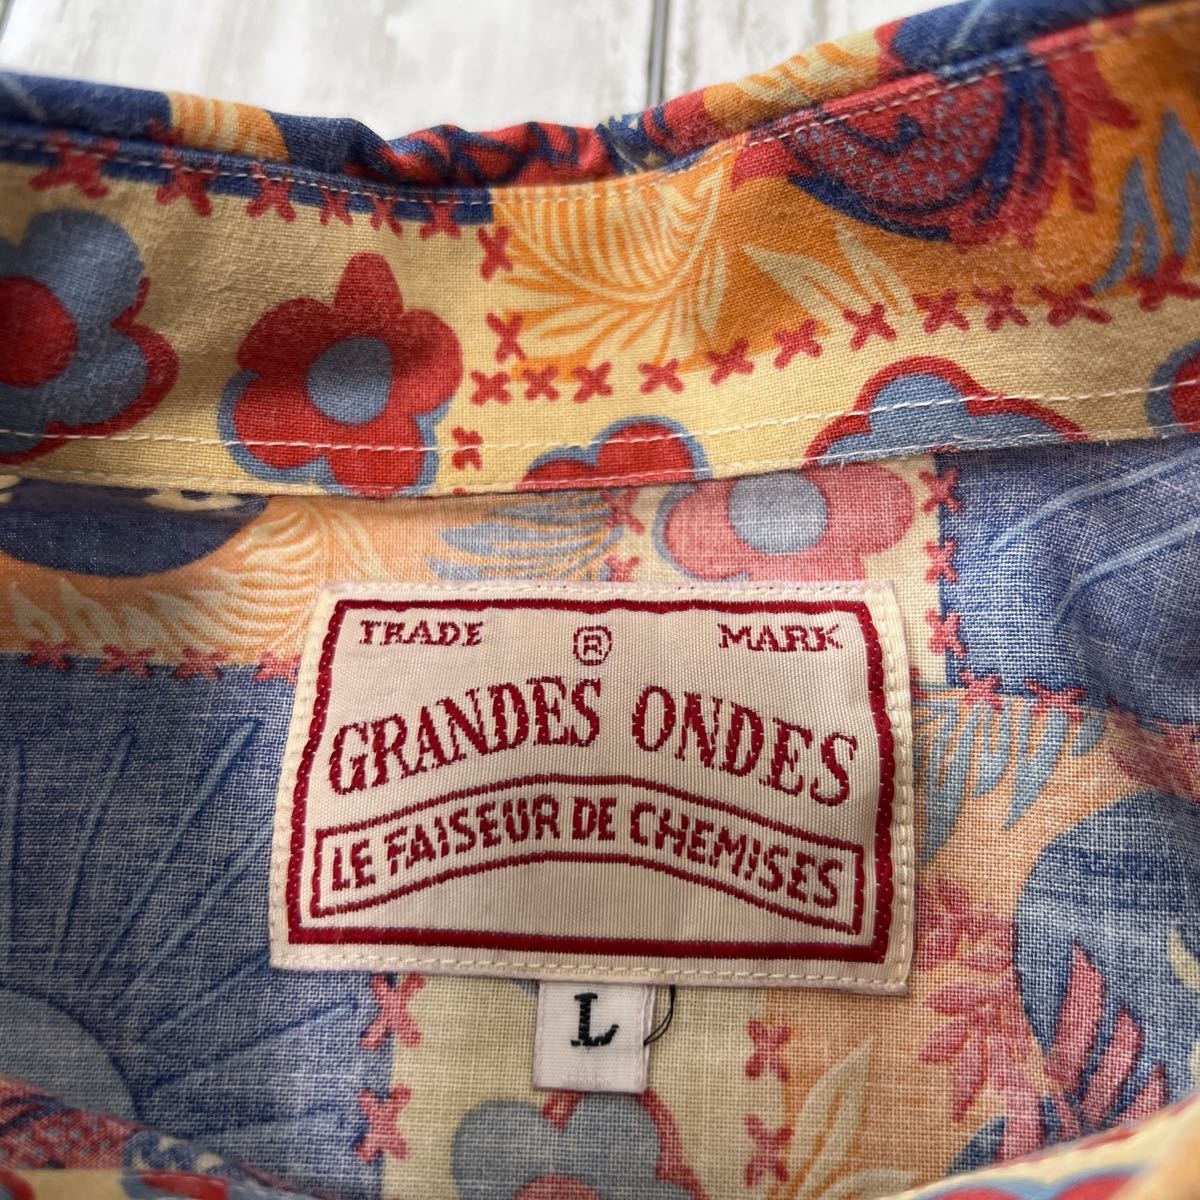 TRADE ® MARK
GRANDES ONDES
LE FAISEUR DE CHEMISES
L